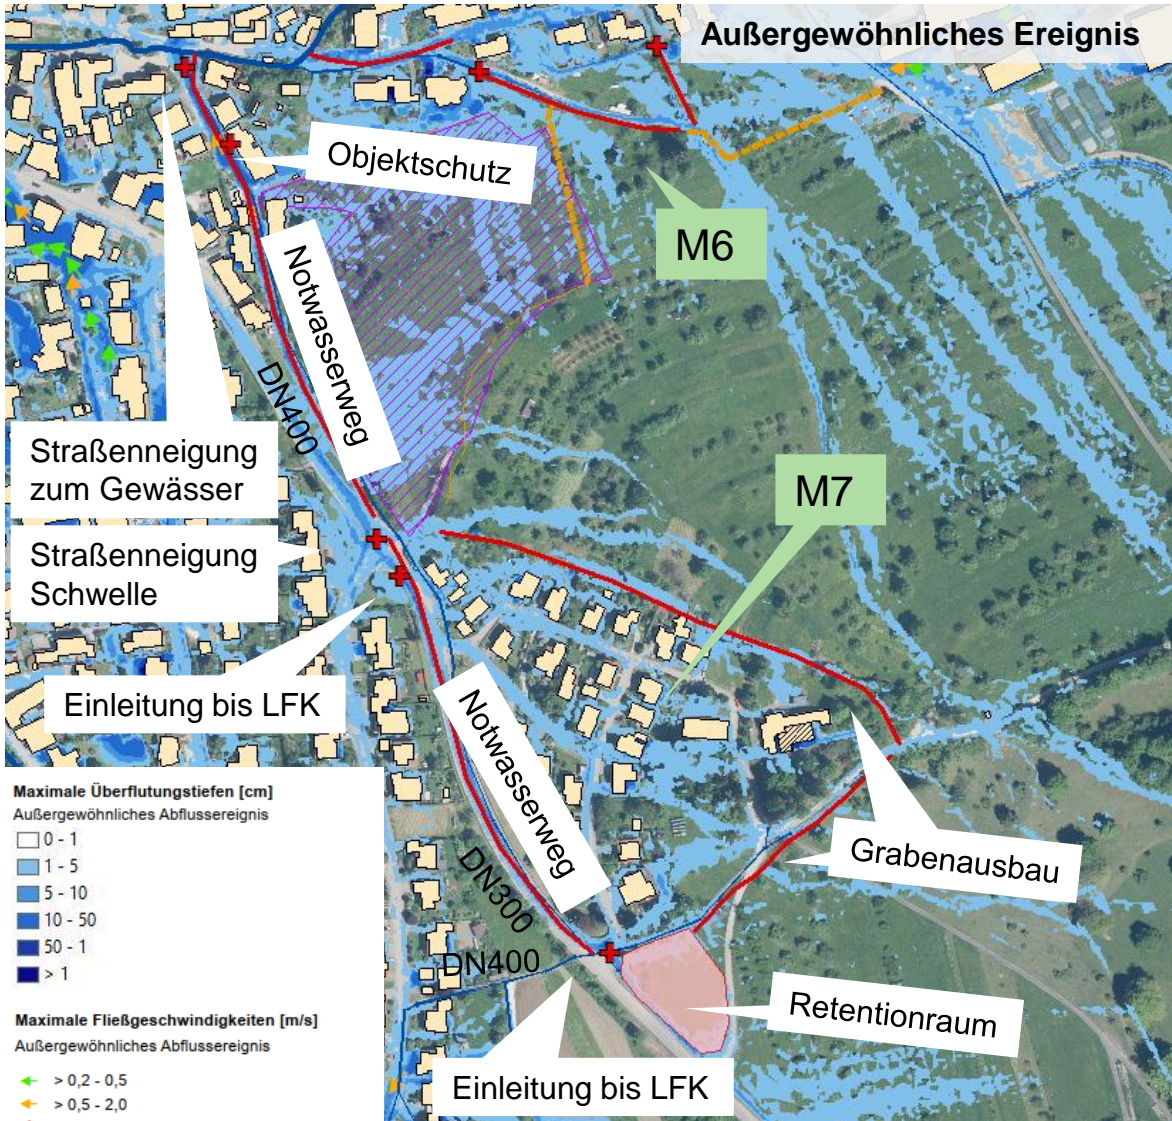 Außergewöhnliches Ereignis
Objektschutz
M6
Notwasserweg
DN400
Straßenneigung
zum Gewässer
M7
Straßenneigung
Schwelle
Einleitung bis LFK
Notwasserweg
Grabenausbau
DN300
DN400
Retentionraum
Einleitung bis LFK
Maximale Überflutungstiefen [cm]
Außergewöhnliches Abflussereignis
0 - 1
1 - 5
5 - 10
10 - 50
50 - 1
> 1
Maximale Fließgeschwindigkeiten [m/s]
Außergewöhnliches Abflussereignis
> 0,2 - 0,5
> 0,5 - 2,0